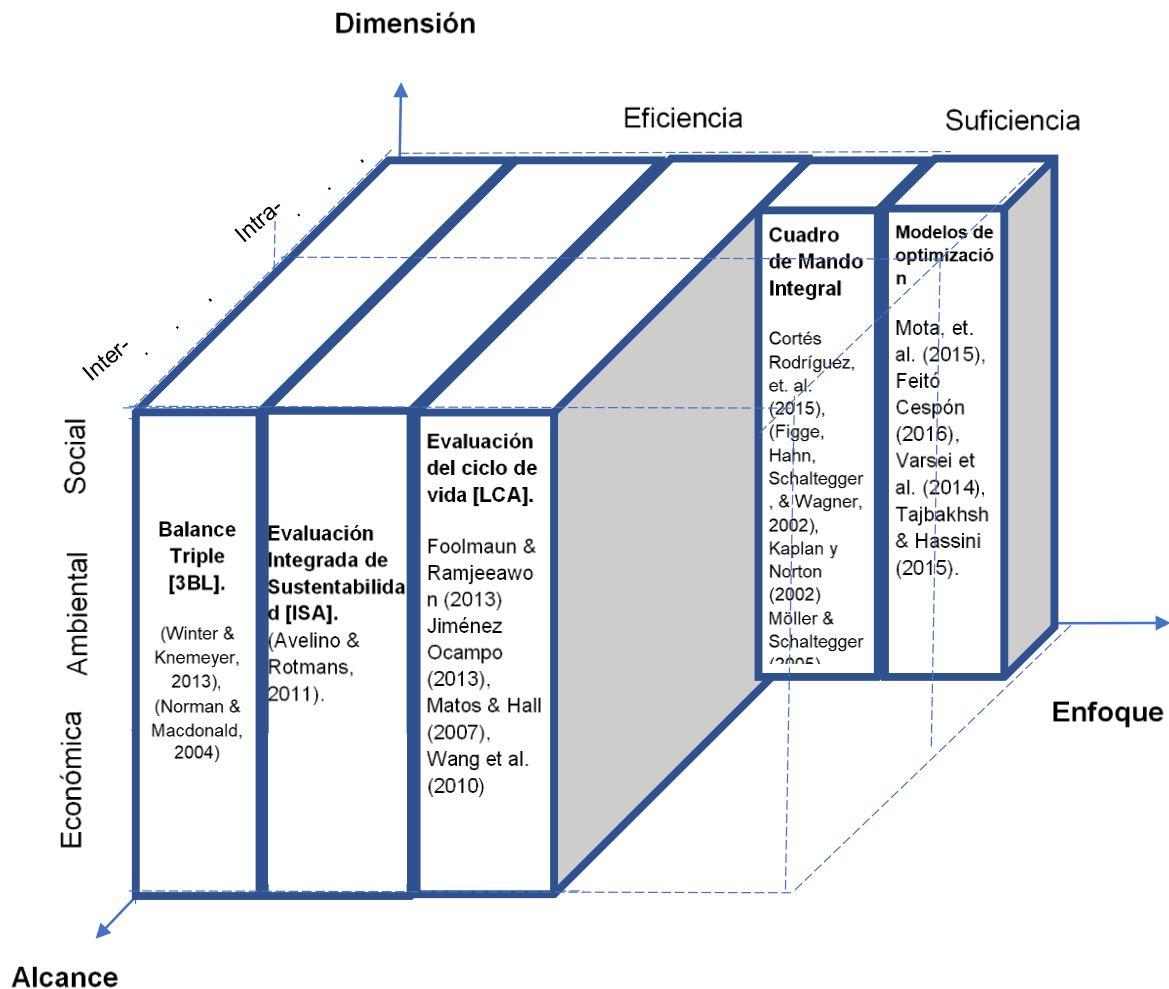 Dimensión
Eficiencia
Suficiencia
Intra-
Inter-
Social
Ambiental
Económica
Balance
Triple
[3BL].
(Winter &
Knemeyer,
2013),
(Norman &
Macdonald,
2004)
Evaluación
Integrada de
Sustentabilida
d [ISA].
(Avelino &
Rotmans,
2011).
Evaluación
del ciclo de
vida [LCA].
Foolmaun &
Ramjeeawo
n (2013)
Jiménez
Ocampo
(2013),
Matos & Hall
(2007),
Wang et al.
(2010)
Cuadro
de Mando
Integral
Cortés
Rodríguez,
et. al.
(2015),
(Figge,
Hahn,
Schaltegger
, & Wagner,
2002),
Kaplan y
Norton
(2002)
Möller &
Schaltegger
(2005)
Modelos de
optimizació
n
Mota, et.
al. (2015),
Feitó
Cespón
(2016),
Varsei et
al. (2014),
Tajbakhsh
& Hassini
(2015).
Enfoque
Alcance